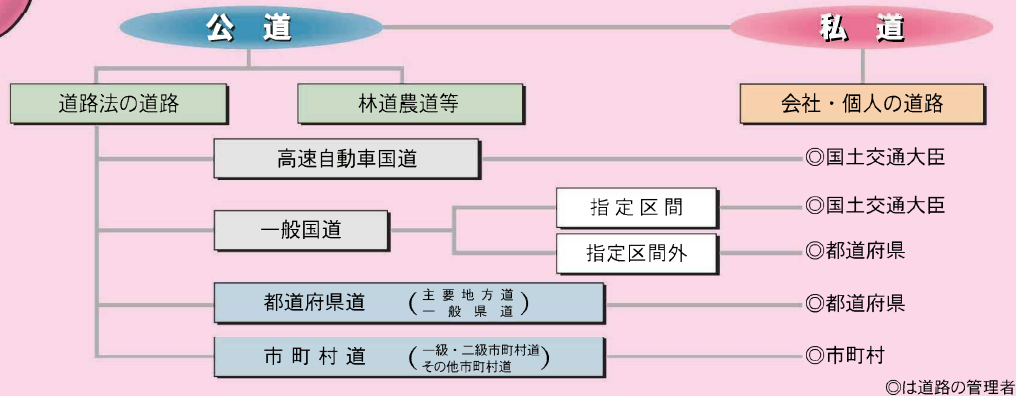 公道
私道
道路法の道路
林道農道等
会社・個人の道路
高速自動車国道
◎国土交通大臣
一般国道
指定区間
◎国土交通大臣
指定区間外
◎都道府県
都道府県道
(主要地方道
一般県道)
◎都道府県
市町村道
(一級・二級市町村道
その他市町村道)
◎市町村
◎は道路の管理者